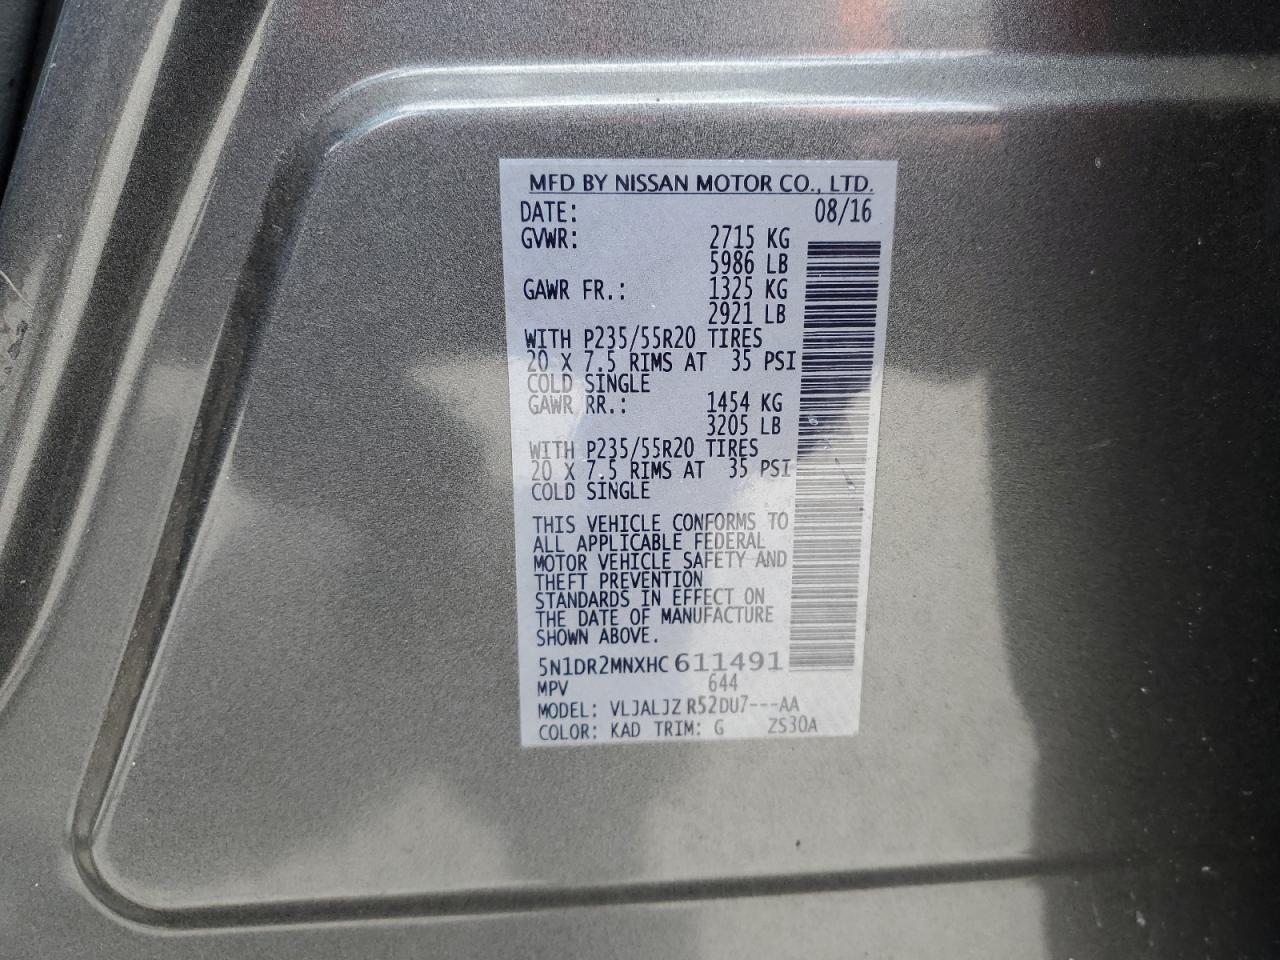 MFD BY NISSAN MOTOR CO., LTD.
DATE: 08/16
GVWR: 2715 KG
5986 LB
GAWR FR.: 1325 KG
2921 LB
WITH P235/55R20 TIRES
20 X 7.5 RIMS AT 35 PSI
COLD SINGLE
GAWR RR.: 1454 KG
3205 LB
WITH P235/55R20 TIRES
20 X 7.5 RIMS AT 35 PSI
COLD SINGLE
THIS VEHICLE CONFORMS TO
ALL APPLICABLE FEDERAL
MOTOR VEHICLE SAFETY AND
THEFT PREVENTION
STANDARDS IN EFFECT ON
THE DATE OF MANUFACTURE
SHOWN ABOVE.
5N1DR2MNXHC 611491
MPV 644
MODEL: VLJALJZ R52DU7---AA
COLOR: KAD TRIM: G ZS30A